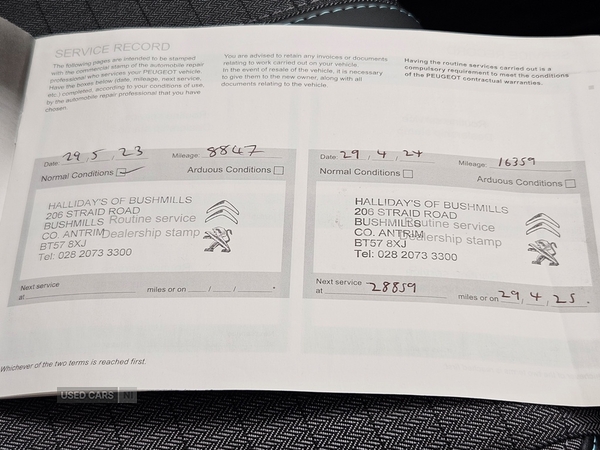 SERVICE RECORD
The following pages are intended to be stamped
with the commercial stamp of the automobile repair
professional who services your PEUGEOT vehicle.
Have the boxes below (date, mileage, next service,
etc.) completed, according to your conditions of use,
by the automobile repair professional that you have
chosen.
You are advised to retain any invoices or documents
relating to work carried out on your vehicle.
In the event of resale of the vehicle, it is necessary
to give them to the new owner, along with all
documents relating to the vehicle.
Having the routine services carried out is a
compulsory requirement to meet the conditions
of the PEUGEOT contractual warranties.
Date: 29 / 5 / 23 Mileage: 8847
Normal Conditions Arduous Conditions
HALLIDAY'S OF BUSHMILLS
206 STRAID ROAD
BUSHMILLS Routine service
CO. ANTRIM Dealership stamp
BT57 8XJ
Tel: 028 2073 3300
Next service
at miles or on / /
Date: 29 / 4 / 24 Mileage: 16359
Normal Conditions Arduous Conditions
HALLIDAY'S OF BUSHMILLS
206 STRAID ROAD
BUSHMILLS Routine service
CO. ANTRIM Dealership stamp
BT57 8XJ
Tel: 028 2073 3300
Next service
at 28859 miles or on 29 / 4 / 25.
Whichever of the two terms is reached first.
USED CARS NI